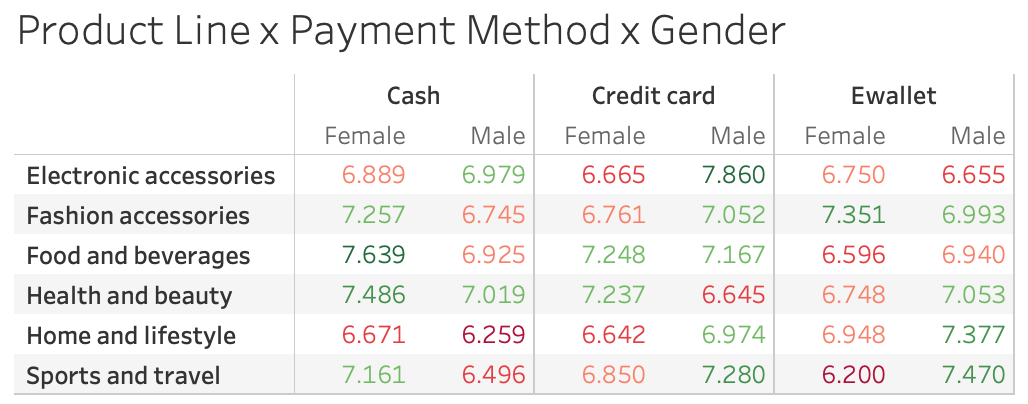 Product Line x Payment Method x Gender
Cash Credit card Ewallet
Female Male Female Male Female Male
Electronic accessories 6.889 6.979 6.665 7.860 6.750 6.655
Fashion accessories 7.257 6.745 6.761 7.052 7.351 6.993
Food and beverages 7.639 6.925 7.248 7.167 6.596 6.940
Health and beauty 7.486 7.019 7.237 6.645 6.748 7.053
Home and lifestyle 6.671 6.259 6.642 6.974 6.948 7.377
Sports and travel 7.161 6.496 6.850 7.280 6.200 7.470